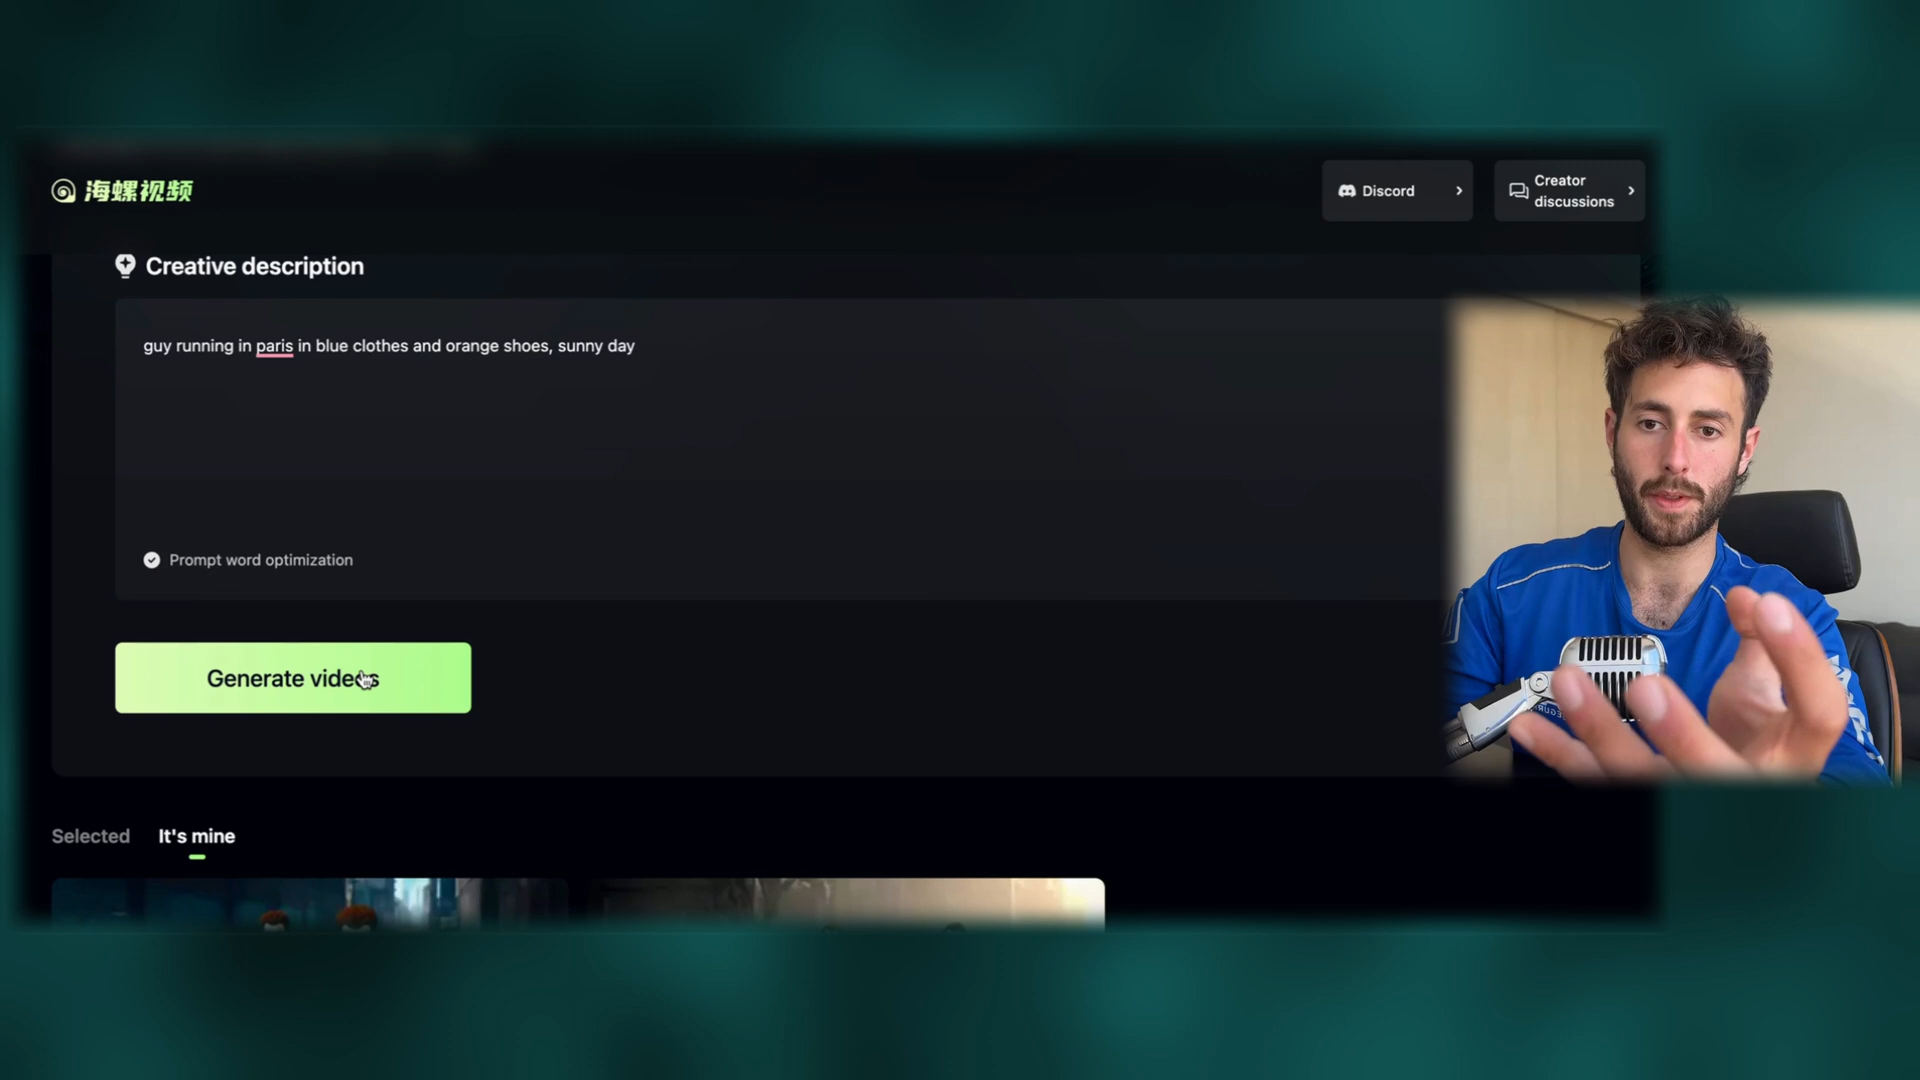 海螺视频
Discord
Creator
discussions
Creative description
guy running in paris in blue clothes and orange shoes, sunny day
Prompt word optimization
Generate videos
Selected
It's mine